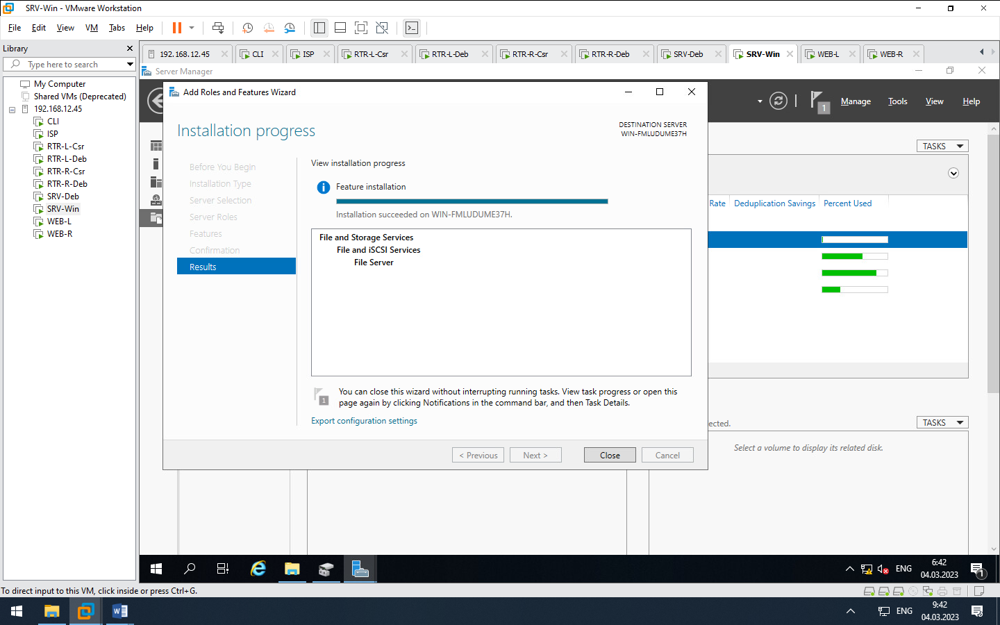 SRV-Win - VMware Workstation
File Edit View VM Tabs Help
Library
Type here to search
My Computer
Shared VMs (Deprecated)
192.168.12.45
CLI
ISP
RTR-L-Csr
RTR-L-Deb
RTR-R-Csr
RTR-R-Deb
SRV-Deb
SRV-Win
WEB-L
WEB-R
192.168.12.45 CLI ISP RTR-L-Csr RTR-L-Deb RTR-R-Csr RTR-R-Deb SRV-Deb SRV-Win WEB-L WEB-R
Server Manager
1 Manage Tools View Help
Add Roles and Features Wizard
Installation progress
DESTINATION SERVER
WIN-FMLUDUME37H
Before You Begin
Installation Type
Server Selection
Server Roles
Features
Confirmation
Results
View installation progress
Feature installation
Installation succeeded on WIN-FMLUDUME37H.
File and Storage Services
File and iSCSI Services
File Server
1
You can close this wizard without interrupting running tasks. View task progress or open this
page again by clicking Notifications in the command bar, and then Task Details.
Export configuration settings
< Previous Next > Close Cancel
TASKS
Rate Deduplication Savings Percent Used
ected.
TASKS
Select a volume to display its related disk.
ENG
6:42
04.03.2023
1
To direct input to this VM, click inside or press Ctrl+G.
ENG
9:42
04.03.2023